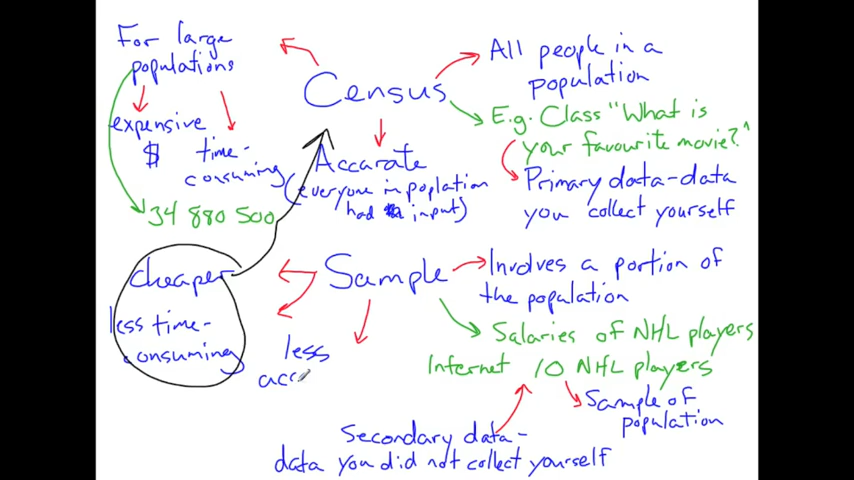 For large
populations
expensive
$
time-
consuming
34 880 500
Census
Accarate
(everyone in poplation
had input)
All people in a
population
E.g. Class "What is
your favourite movie?"
Primary data-data
you collect yourself
cheaper
less time-
consuming
Sample
less
acc
Involves a portion of
the population
Salaries of NHL players
Internet 10 NHL players
Sample of
population
Secondary data-
data you did not collect yourself